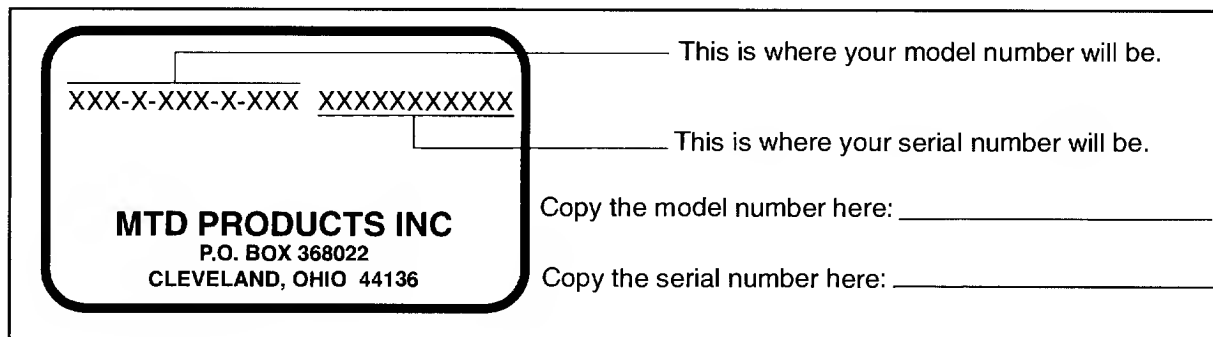 This is where your model number will be.
XXX-X-XXX-X-XXX XXXXXXXXXXX
This is where your serial number will be.
MTD PRODUCTS INC
P.O. BOX 368022
CLEVELAND, OHIO 44136
Copy the model number here:
Copy the serial number here: